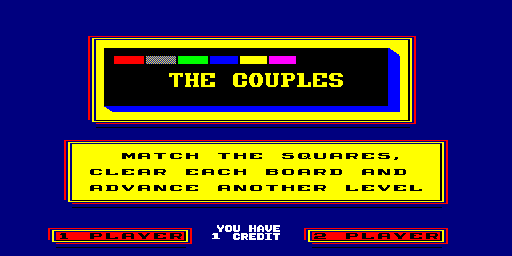 THE COUPLES
MATCH THE SQUARES,
CLEAR EACH BOARD AND
ADVANCE ANOTHER LEVEL
1 PLAYER
YOU HAVE
1 CREDIT
2 PLAYER